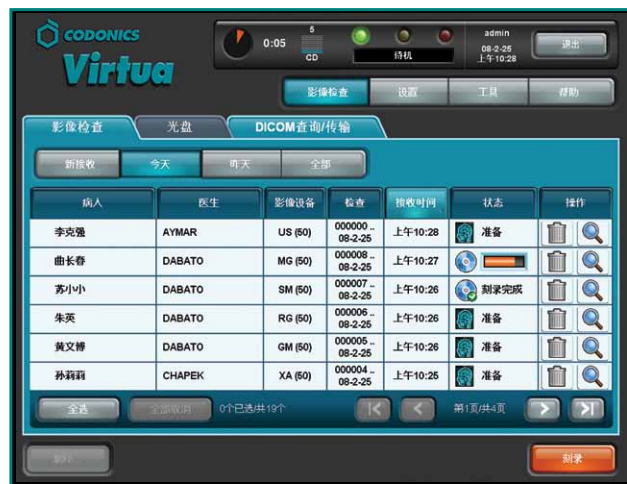 CODONICS
Virtua
0:05
5
CD
待机
admin
08-2-25
上午10:28
退出
影像检查 设置 工具 帮助
影像检查 光盘 DICOM查询/传输
新接收 今天 昨天 全部
病人 医生 影像设备 检查 接收时间 状态 操作
李克强 AYMAR US (50) 000000 .. 08-2-25 上午10:28 准备
曲长春 DABATO MG (50) 000008 .. 08-2-25 上午10:27
苏小小 DABATO SM (50) 000007 .. 08-2-25 上午10:26 刻录完成
朱英 DABATO RG (50) 000006 .. 08-2-25 上午10:26 准备
黄文博 DABATO GM (50) 000005 .. 08-2-25 上午10:26 准备
孙莉莉 CHAPEK XA (50) 000004 .. 08-2-25 上午10:25 准备
全选 全部取消 0个已选/共19个 第1页/共4页
刻录